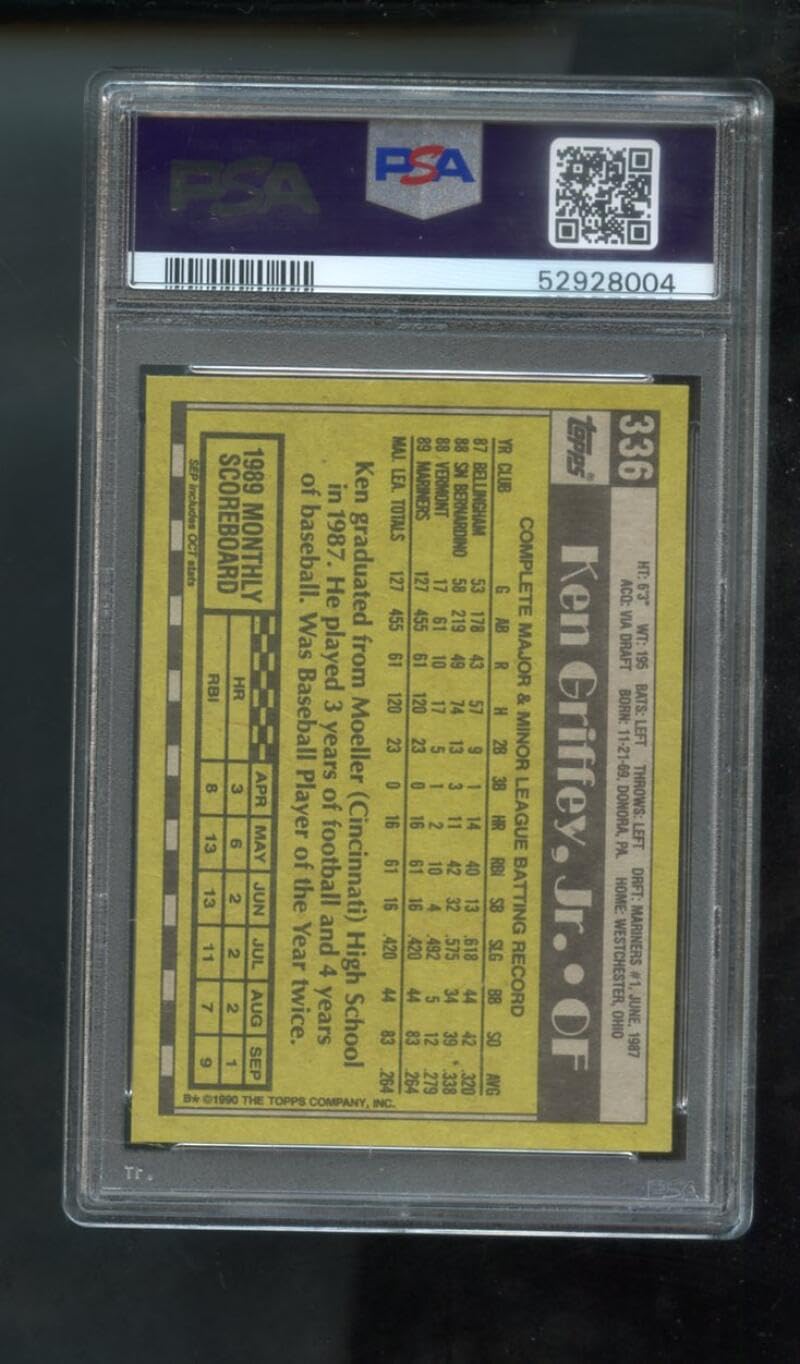 PSA
PSA
52928004
336
topps®
HT: 6'3" WT: 195 BATS: LEFT THROWS: LEFT DRFT: MARINERS #1, JUNE, 1987
ACQ: VIA DRAFT BORN: 11-21-69, DONORA, PA. HOME: WESTCHESTER, OHIO
Ken Griffey, Jr. • OF
COMPLETE MAJOR & MINOR LEAGUE BATTING RECORD
YR CLUB G AB R H 2B 3B HR RBI SB SLG BB SO AVG
87 BELLINGHAM 53 178 43 57 9 1 14 40 13 .618 44 42 .320
88 SN BERNARDINO 58 219 49 74 13 3 11 42 32 .575 34 39 * .338
88 VERMONT 17 61 10 17 5 1 2 10 4 .492 5 12 .279
89 MARINERS 127 455 61 120 23 0 16 61 16 .420 44 83 .264
MAJ. LEA. TOTALS 127 455 61 120 23 0 16 61 16 .420 44 83 .264
Ken graduated from Moeller (Cincinnati) High School
in 1987. He played 3 years of football and 4 years
of baseball. Was Baseball Player of the Year twice.
1989 MONTHLY
SCOREBOARD
APR MAY JUN JUL AUG SEP
HR 3 6 2 2 2 1
RBI 8 13 13 11 7 9
SEP includes OCT stats
B* ©1990 THE TOPPS COMPANY, INC.
PSA